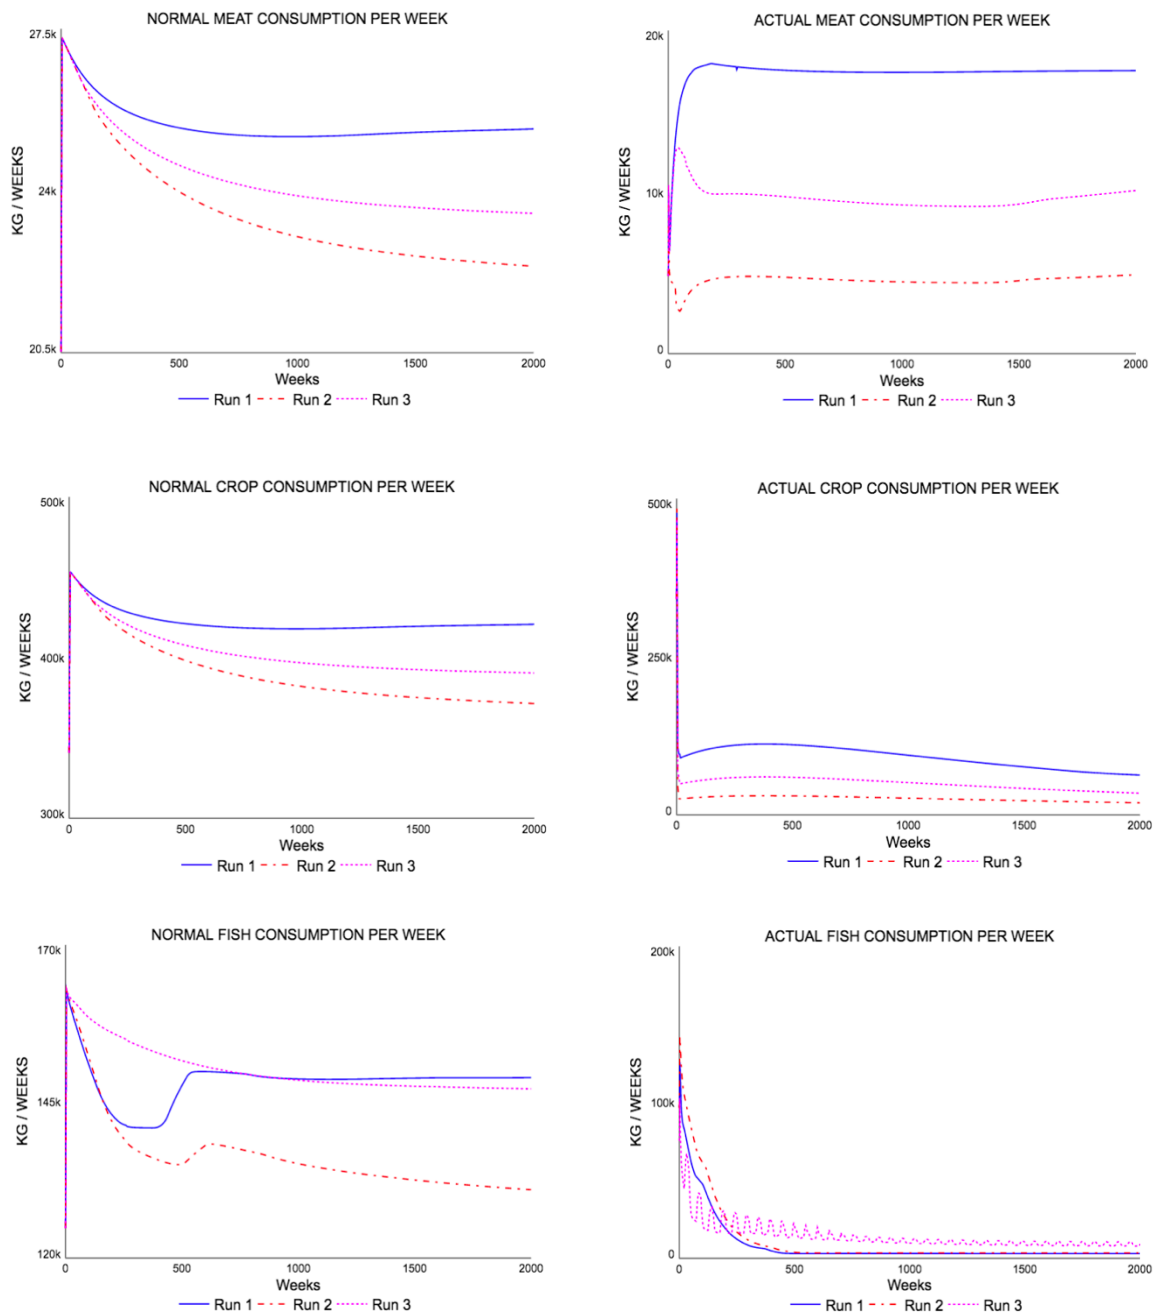 NORMAL MEAT CONSUMPTION PER WEEK
27.5k
24k
20.5k
KG / WEEKS
0 500 1000 1500 2000
Weeks
Run 1 Run 2 Run 3
ACTUAL MEAT CONSUMPTION PER WEEK
20k
10k
0
KG / WEEKS
0 500 1000 1500 2000
Weeks
Run 1 Run 2 Run 3
NORMAL CROP CONSUMPTION PER WEEK
500k
400k
300k
KG / WEEKS
0 500 1000 1500 2000
Weeks
Run 1 Run 2 Run 3
ACTUAL CROP CONSUMPTION PER WEEK
500k
250k
0
KG / WEEKS
0 500 1000 1500 2000
Weeks
Run 1 Run 2 Run 3
NORMAL FISH CONSUMPTION PER WEEK
170k
145k
120k
KG / WEEKS
0 500 1000 1500 2000
Weeks
Run 1 Run 2 Run 3
ACTUAL FISH CONSUMPTION PER WEEK
200k
100k
0
KG / WEEKS
0 500 1000 1500 2000
Weeks
Run 1 Run 2 Run 3